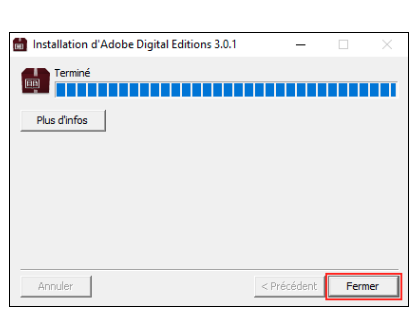 Installation d'Adobe Digital Editions 3.0.1
Terminé
Plus d'infos
Annuler
< Précédent
Fermer